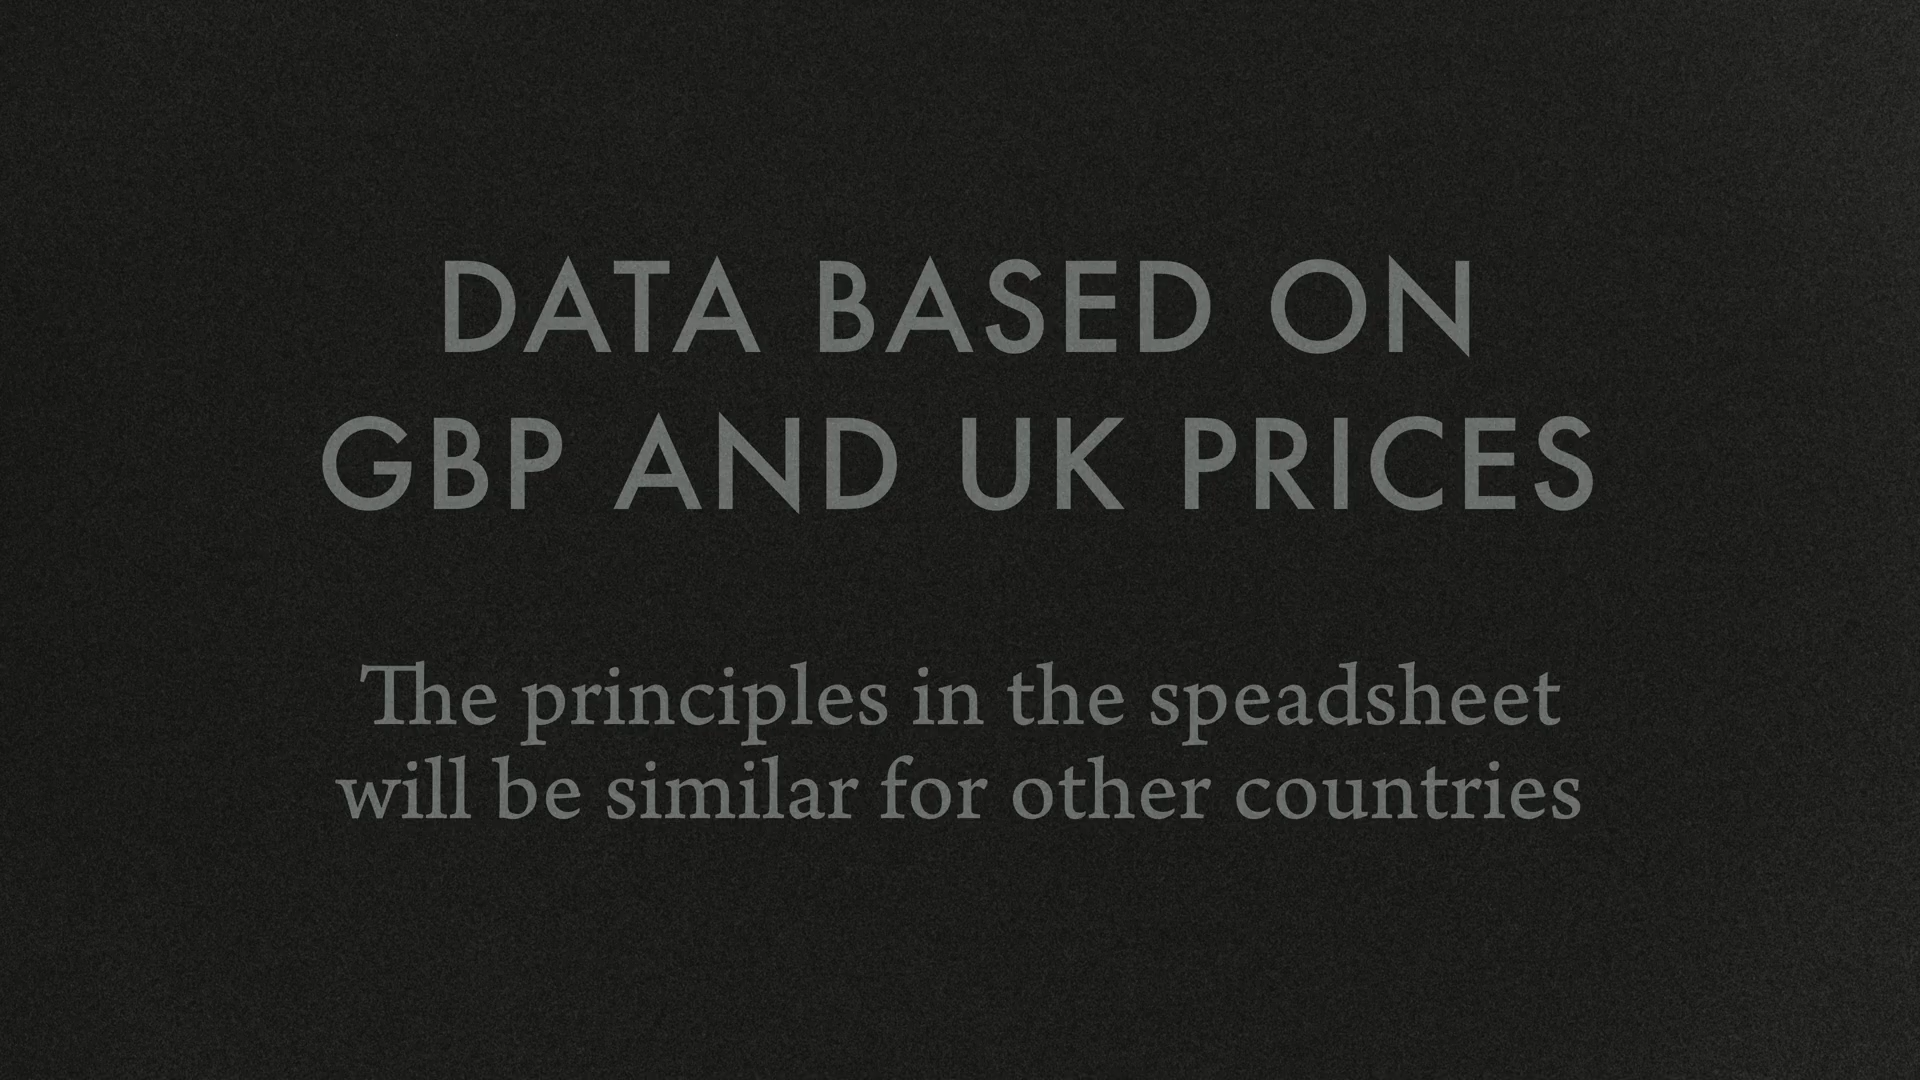 DATA BASED ON
GBP AND UK PRICES
The principles in the speadsheet
will be similar for other countries